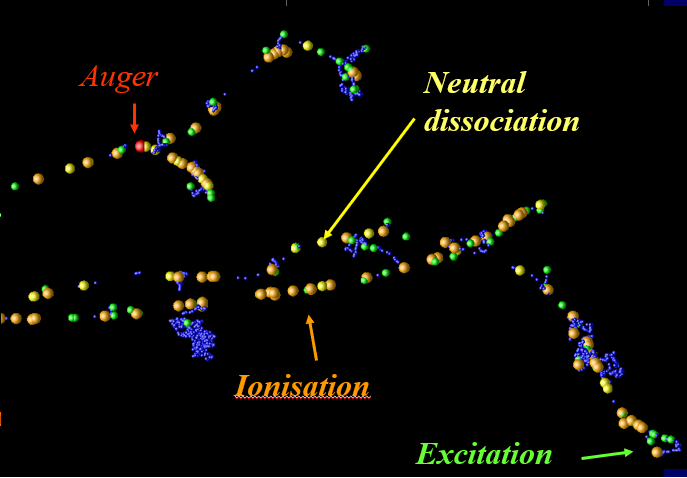 Auger
Neutral
dissociation
Ionisation
Excitation